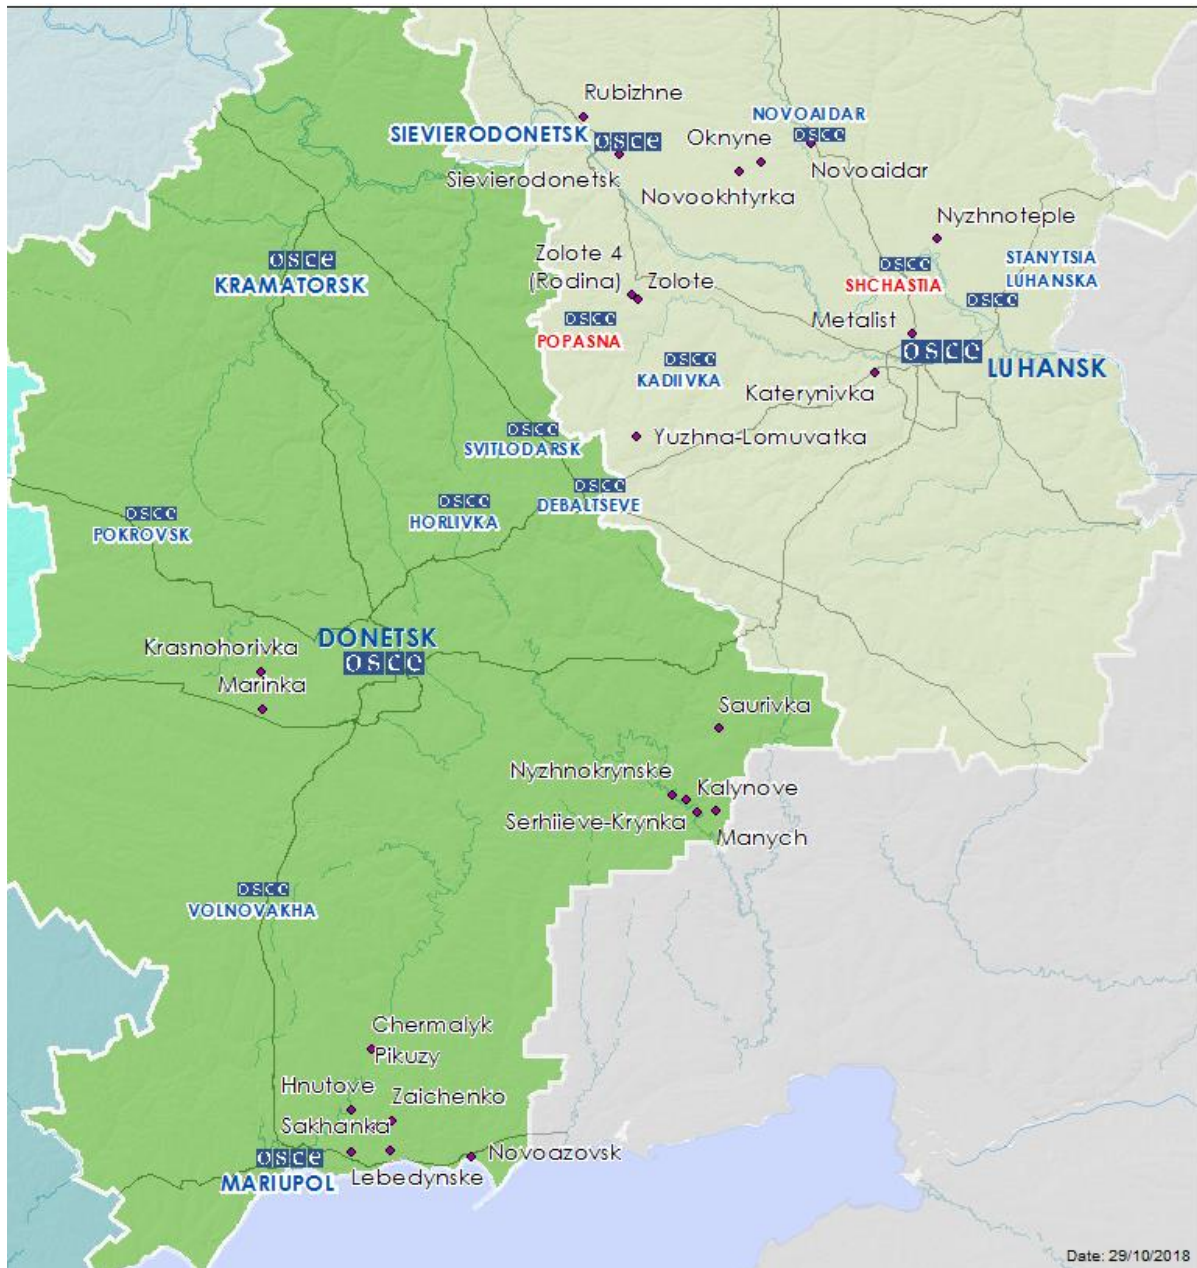 Rubizhne
NOVOAIDAR
osce
SIEVIERODONETSK
osce
Oknyne
Sievierodonetsk
Novoaidar
Novookhtyrka
Nyzhnoteple
Zolote 4
(Rodina)
Zolote
osce
KRAMATORSK
osce
SHCHASTIA
STANYTSIA
LUHANSKA
osce
osce
POPASNA
Metalist
osce
LUHANSK
osce
KADIIVKA
Katerynivka
osce
SVITLODARSK
Yuzhna-Lomuvatka
osce
DEBALTSEVE
osce
HORLIVKA
osce
POKROVSK
DONETSK
osce
Krasnohorivka
Marinka
Saurivka
Nyzhnokrynske
Kalynove
Serhiieve-Krynka
Manych
osce
VOLNOVAKHA
Chermalyk
Pikuzy
Hnutove
Zaichenko
Sakhanka
osce
MARIUPOL
Lebedynske
Novoazovsk
Date: 29/10/2018